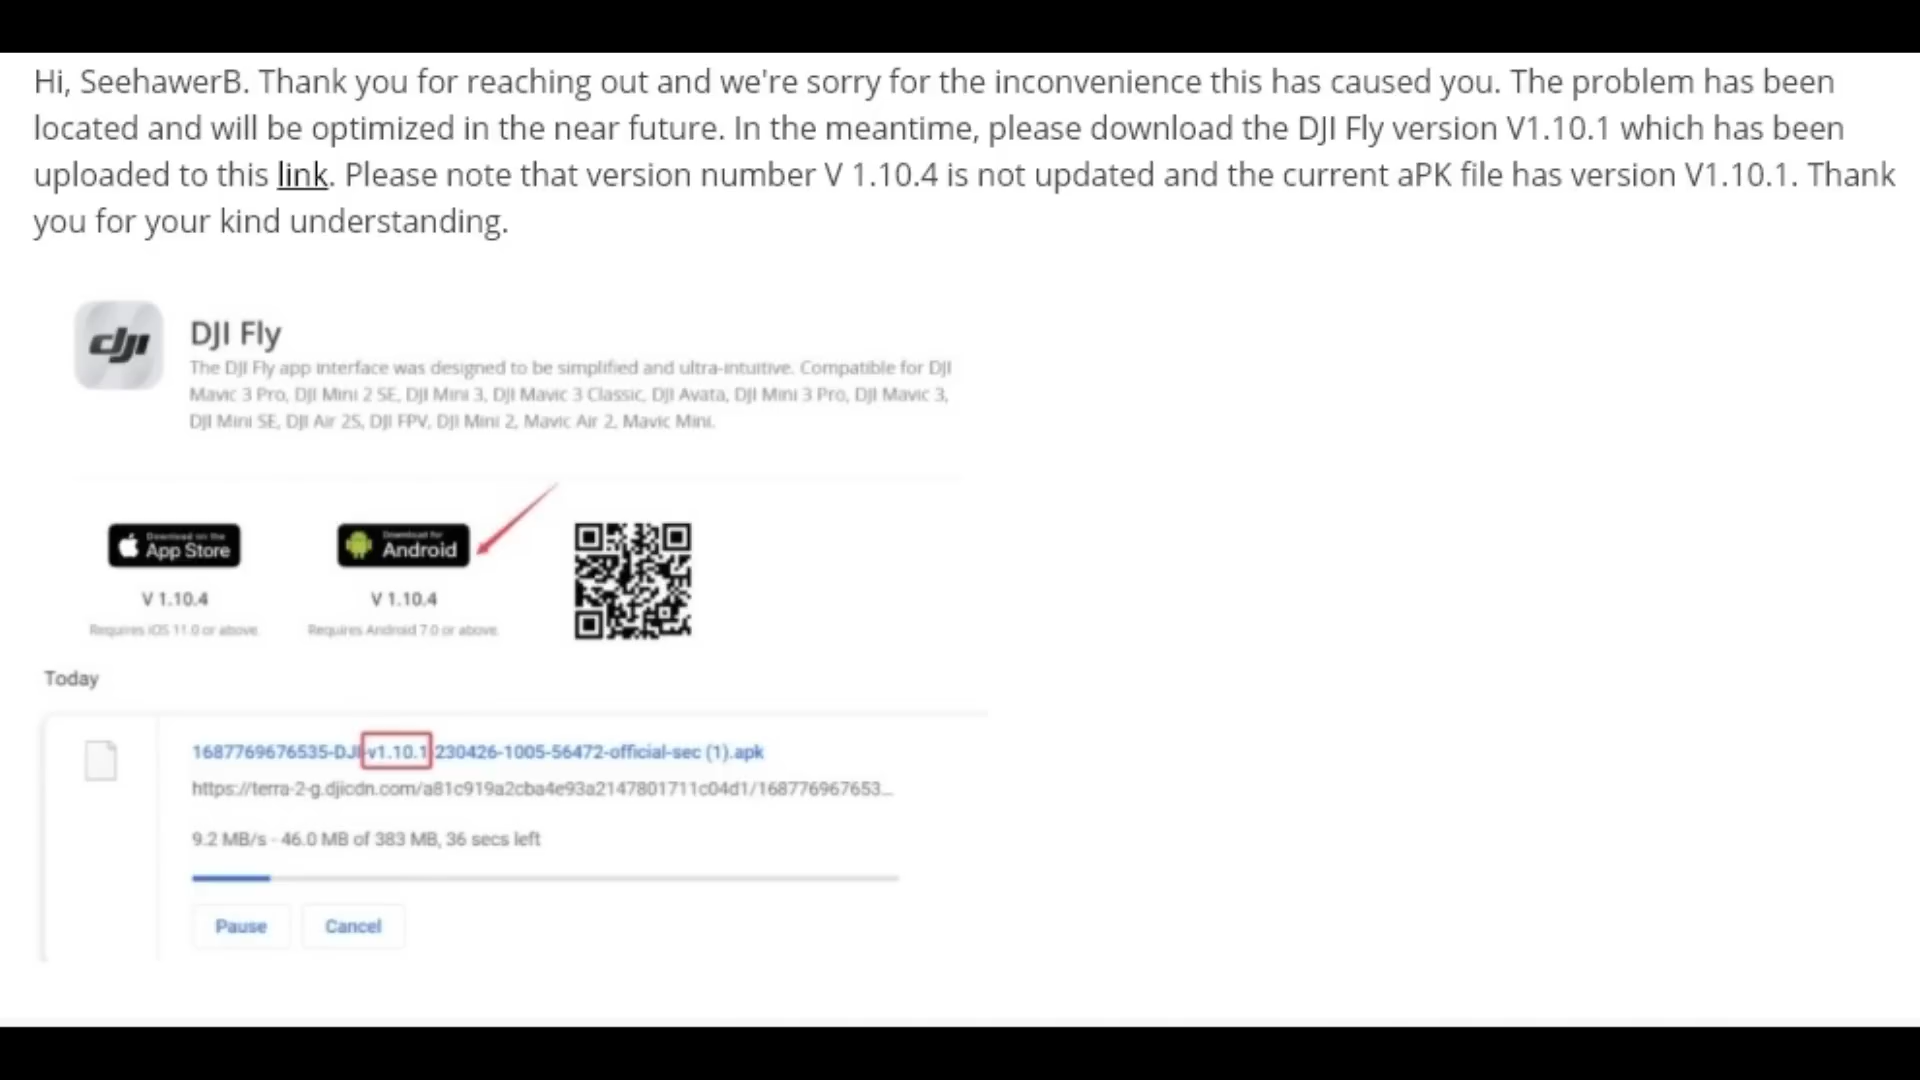 Hi, SeehawerB. Thank you for reaching out and we're sorry for the inconvenience this has caused you. The problem has been
located and will be optimized in the near future. In the meantime, please download the DJI Fly version V1.10.1 which has been
uploaded to this link. Please note that version number V 1.10.4 is not updated and the current aPK file has version V1.10.1. Thank
you for your kind understanding.
dji
DJI Fly
The DJI Fly app interface was designed to be simplified and ultra-intuitive. Compatible for DJI
Mavic 3 Pro, DJI Mini 2 SE, DJI Mini 3, DJI Mavic 3 Classic, DJI Avata, DJI Mini 3 Pro, DJI Mavic 3,
DJI Mini SE, DJI Air 2S, DJI FPV, DJI Mini 2, Mavic Air 2, Mavic Mini.
Download on the
App Store
Download for
Android
V 1.10.4
V 1.10.4
Requires iOS 11.0 or above
Requires Android 7.0 or above
Today
1687769676535-DJI-v1.10.1-230426-1005-56472-official-sec (1).apk
https://terra-2-g.djicdn.com/a81c919a2cba4e93a2147801711c04d1/168776967653...
9.2 MB/s - 46.0 MB of 383 MB, 36 secs left
Pause
Cancel